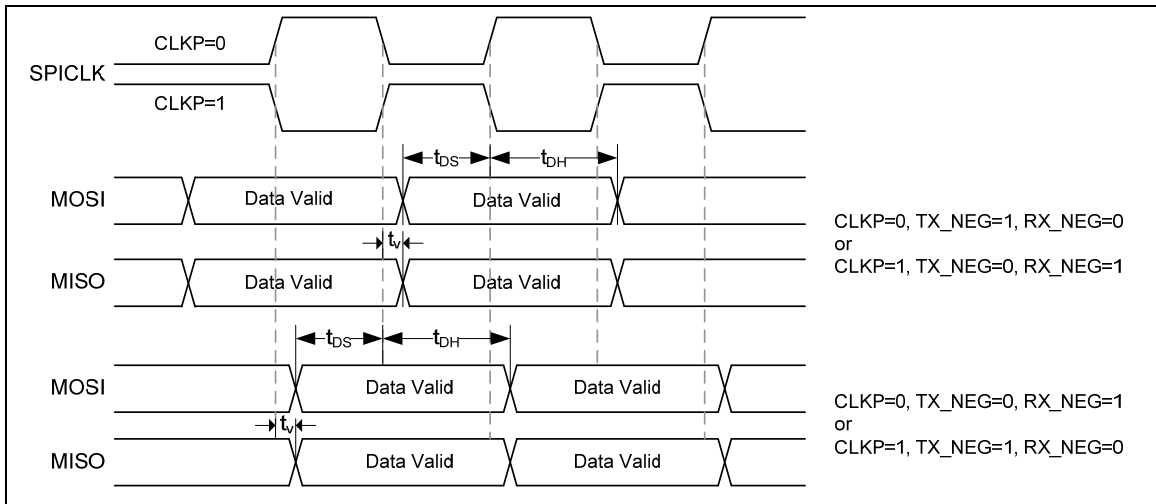 CLKP=0
SPICLK
CLKP=1
tDS
tDH
MOSI
Data Valid
Data Valid
CLKP=0, TX_NEG=1, RX_NEG=0
or
CLKP=1, TX_NEG=0, RX_NEG=1
tv
MISO
Data Valid
Data Valid
tDS
tDH
MOSI
Data Valid
Data Valid
CLKP=0, TX_NEG=0, RX_NEG=1
or
CLKP=1, TX_NEG=1, RX_NEG=0
tv
MISO
Data Valid
Data Valid